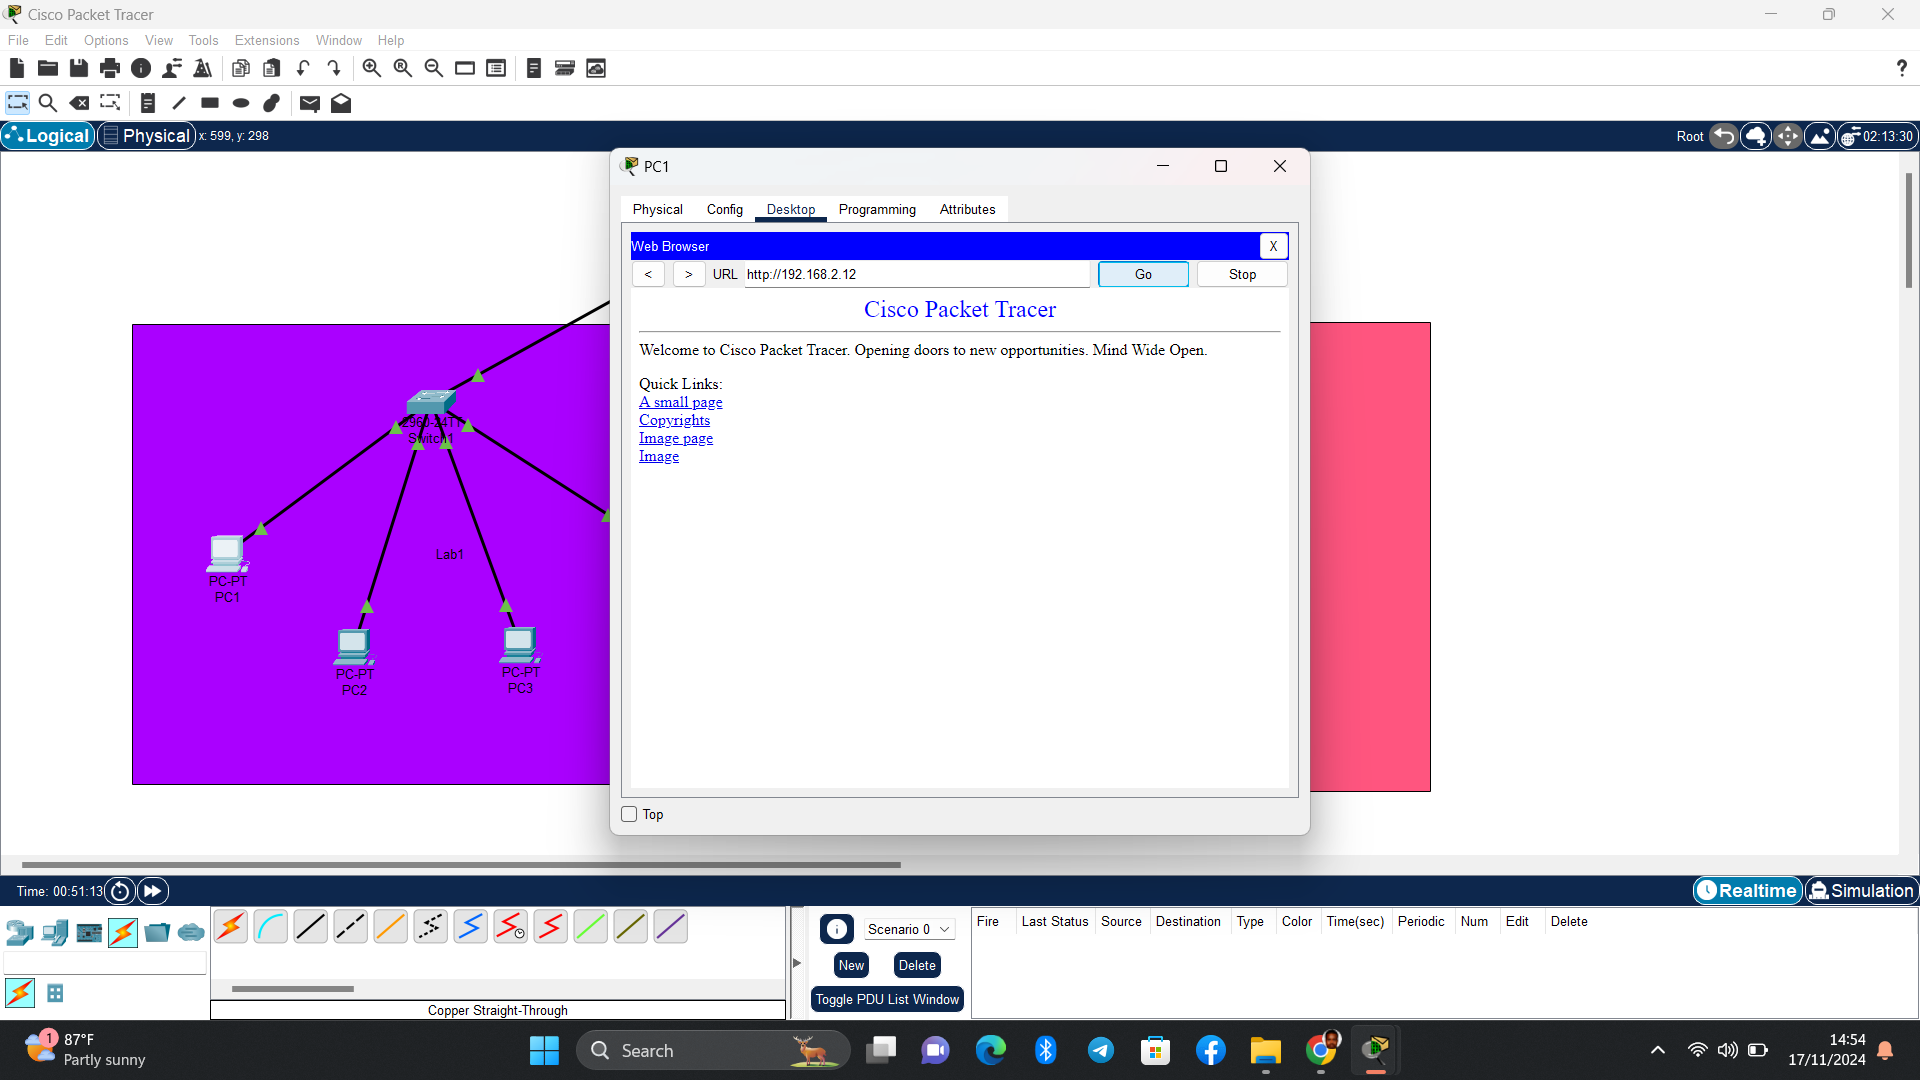 Cisco Packet Tracer
File Edit Options View Tools Extensions Window Help
?
Logical Physical x: 599, y: 298 Root 02:13:30
PC1
Physical Config Desktop Programming Attributes
Web Browser X
< > URL http://192.168.2.12 Go Stop
Cisco Packet Tracer
Welcome to Cisco Packet Tracer. Opening doors to new opportunities. Mind Wide Open.
Quick Links:
A small page
Copyrights
Image page
Image
2960-24TT
Switch1
Lab1
PC-PT
PC1
PC-PT
PC2
PC-PT
PC3
Top
Time: 00:51:13 Realtime Simulation
Scenario 0
New Delete
Toggle PDU List Window
Fire Last Status Source Destination Type Color Time(sec) Periodic Num Edit Delete
Copper Straight-Through
1
87°F
Partly sunny
Search
14:54
17/11/2024